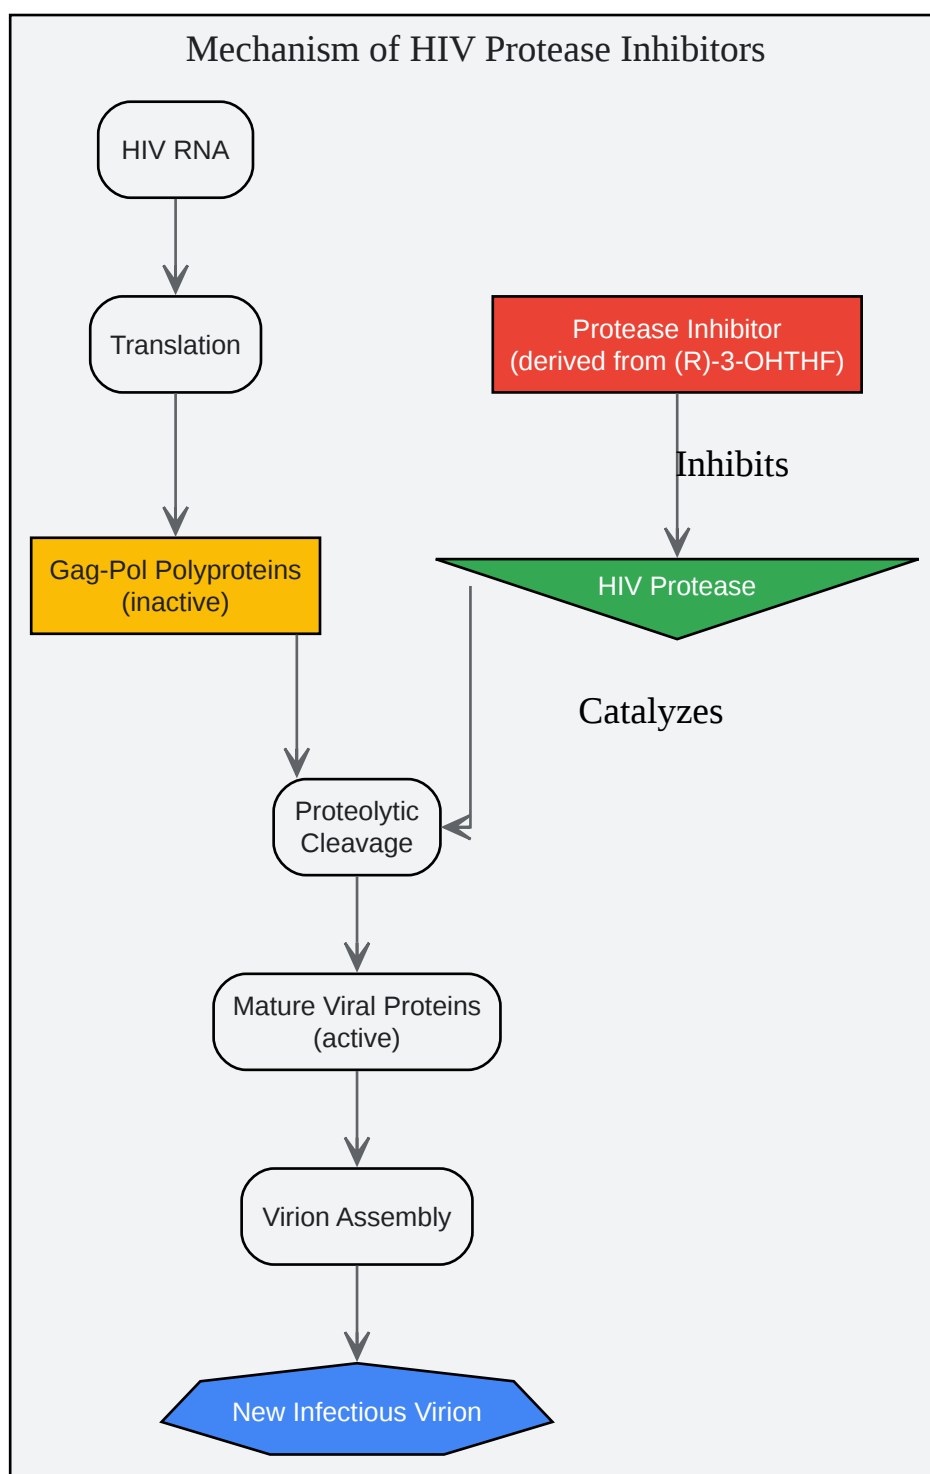 Mechanism of HIV Protease Inhibitors
HIV RNA
Translation
Protease Inhibitor
(derived from (R)-3-OHTHF)
Inhibits
Gag-Pol Polyproteins
(inactive)
HIV Protease
Catalyzes
Proteolytic
Cleavage
Mature Viral Proteins
(active)
Virion Assembly
New Infectious Virion